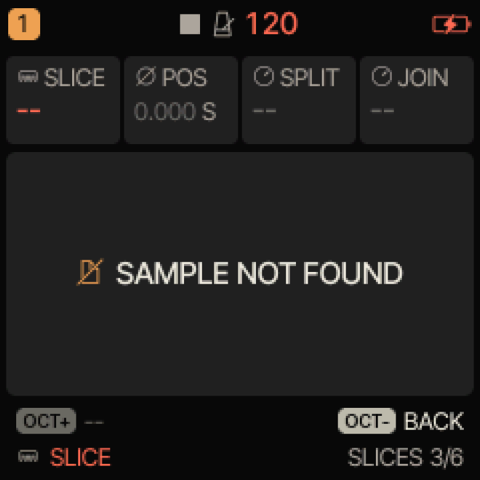 1 120
SLICE POS SPLIT JOIN
-- 0.000 S -- --
SAMPLE NOT FOUND
OCT+ -- OCT- BACK
SLICE SLICES 3/6